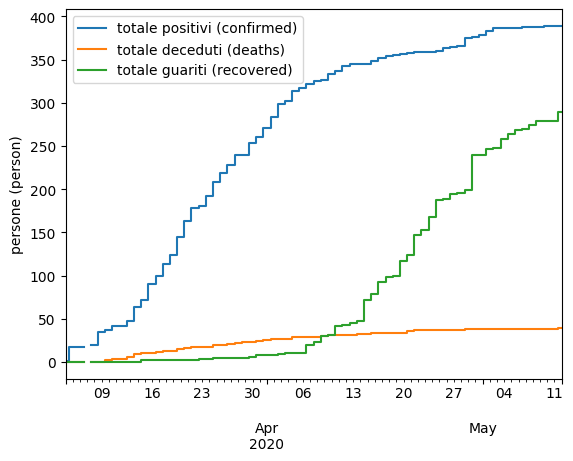 totale positivi (confirmed)
totale deceduti (deaths)
totale guariti (recovered)
persone (person)
400
350
300
250
200
150
100
50
0
09 16 23 30 06 13 20 27 04 11
Apr May
2020